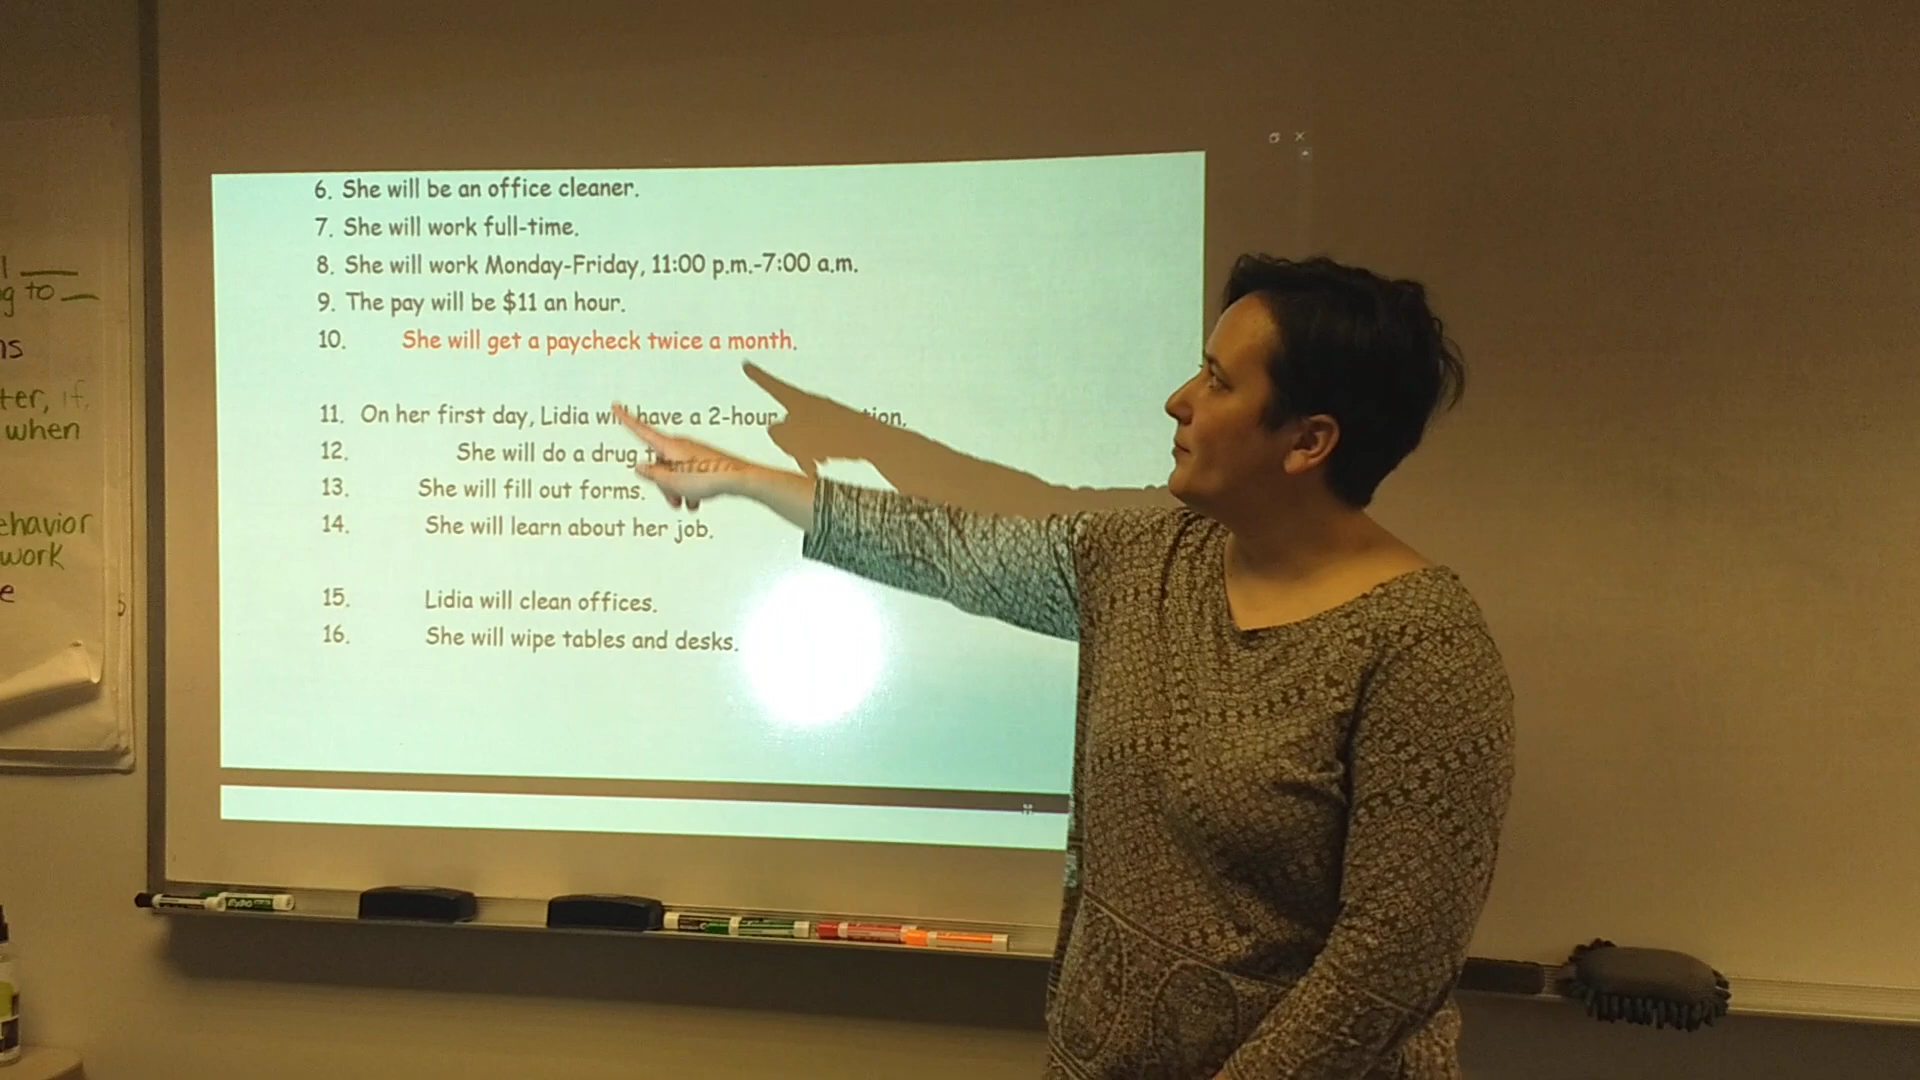 6. She will be an office cleaner.
7. She will work full-time.
8. She will work Monday-Friday, 11:00 p.m.-7:00 a.m.
9. The pay will be $11 an hour.
10. She will get a paycheck twice a month.
11. On her first day, Lidia will have a 2-hour
12. She will do a drug
13. She will fill out forms.
14. She will learn about her job.
15. Lidia will clean offices.
16. She will wipe tables and desks.
to
when
work
EXPO